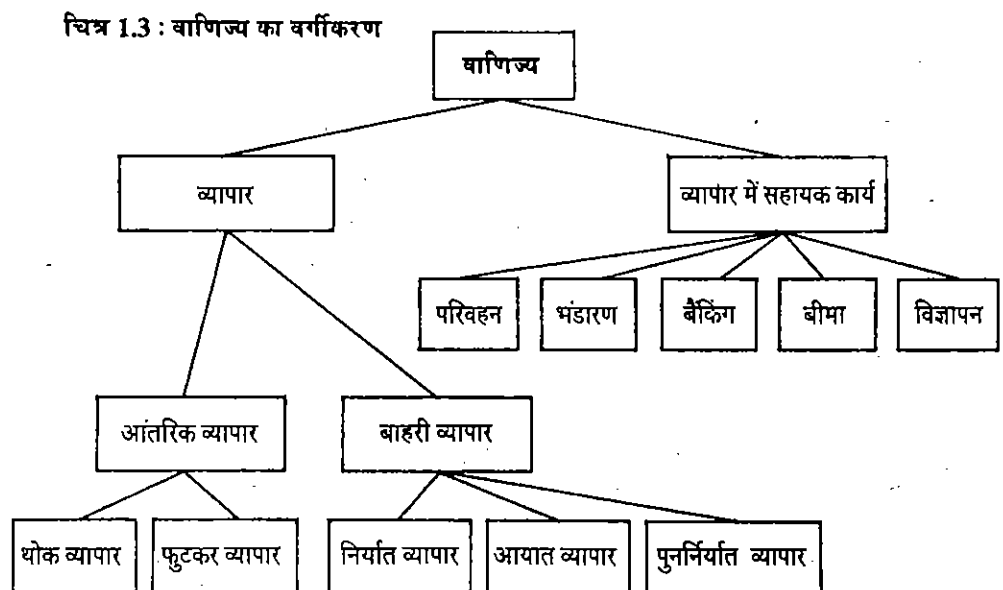 चित्र 1.3 : वाणिज्य का वर्गीकरण
वाणिज्य
व्यापार
व्यापार में सहायक कार्य
परिवहन
भंडारण
बैंकिंग
बीमा
विज्ञापन
आंतरिक व्यापार
बाहरी व्यापार
थोक व्यापार
फुटकर व्यापार
निर्यात व्यापार
आयात व्यापार
पुनर्निर्यात व्यापार